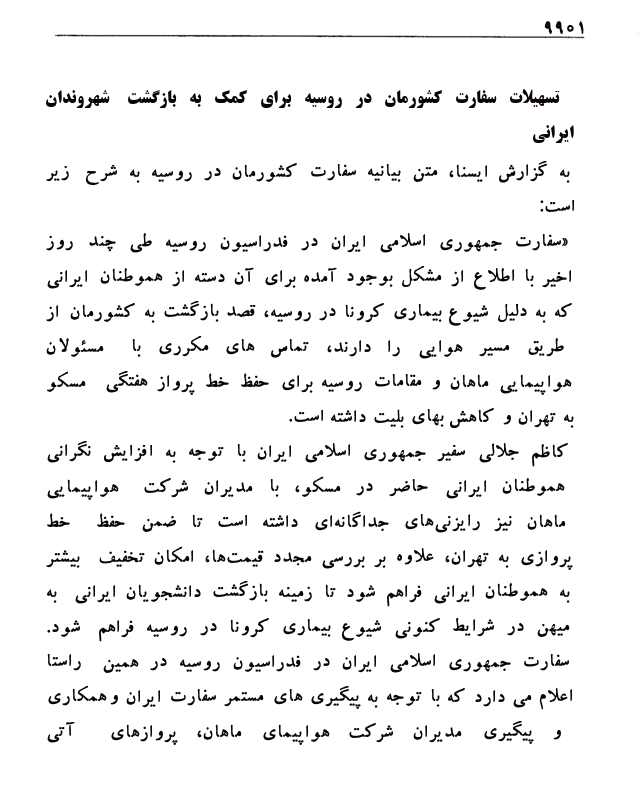 ۹۹۰۱
تسهیلات سفارت کشورمان در روسیه برای کمک به بازگشت شهروندان
ایرانی
به گزارش ایسنا، متن بیانیه سفارت کشورمان در روسیه به شرح زیر
است:
«سفارت جمهوری اسلامی ایران در فدراسیون روسیه طی چند روز
اخیر با اطلاع از مشکل بوجود آمده برای آن دسته از هموطنان ایرانی
که به دلیل شیوع بیماری کرونا در روسیه، قصد بازگشت به کشورمان از
طریق مسیر هوایی را دارند، تماس های مکرری با مسئولان
هواپیمایی ماهان و مقامات روسیه برای حفظ خط پرواز هفتگی مسکو
به تهران و کاهش بهای بلیت داشته است.
کاظم جلالی سفیر جمهوری اسلامی ایران با توجه به افزایش نگرانی
هموطنان ایرانی حاضر در مسکو، با مدیران شرکت هواپیمایی
ماهان نیز رایزنی‌های جداگانه‌ای داشته است تا ضمن حفظ خط
پروازی به تهران، علاوه بر بررسی مجدد قیمت‌ها، امکان تخفیف بیشتر
به هموطنان ایرانی فراهم شود تا زمینه بازگشت دانشجویان ایرانی به
میهن در شرایط کنونی شیوع بیماری کرونا در روسیه فراهم شود.
سفارت جمهوری اسلامی ایران در فدراسیون روسیه در همین راستا
اعلام می دارد که با توجه به پیگیری های مستمر سفارت ایران و همکاری
و پیگیری مدیران شرکت هواپیمای ماهان، پروازهای آتی